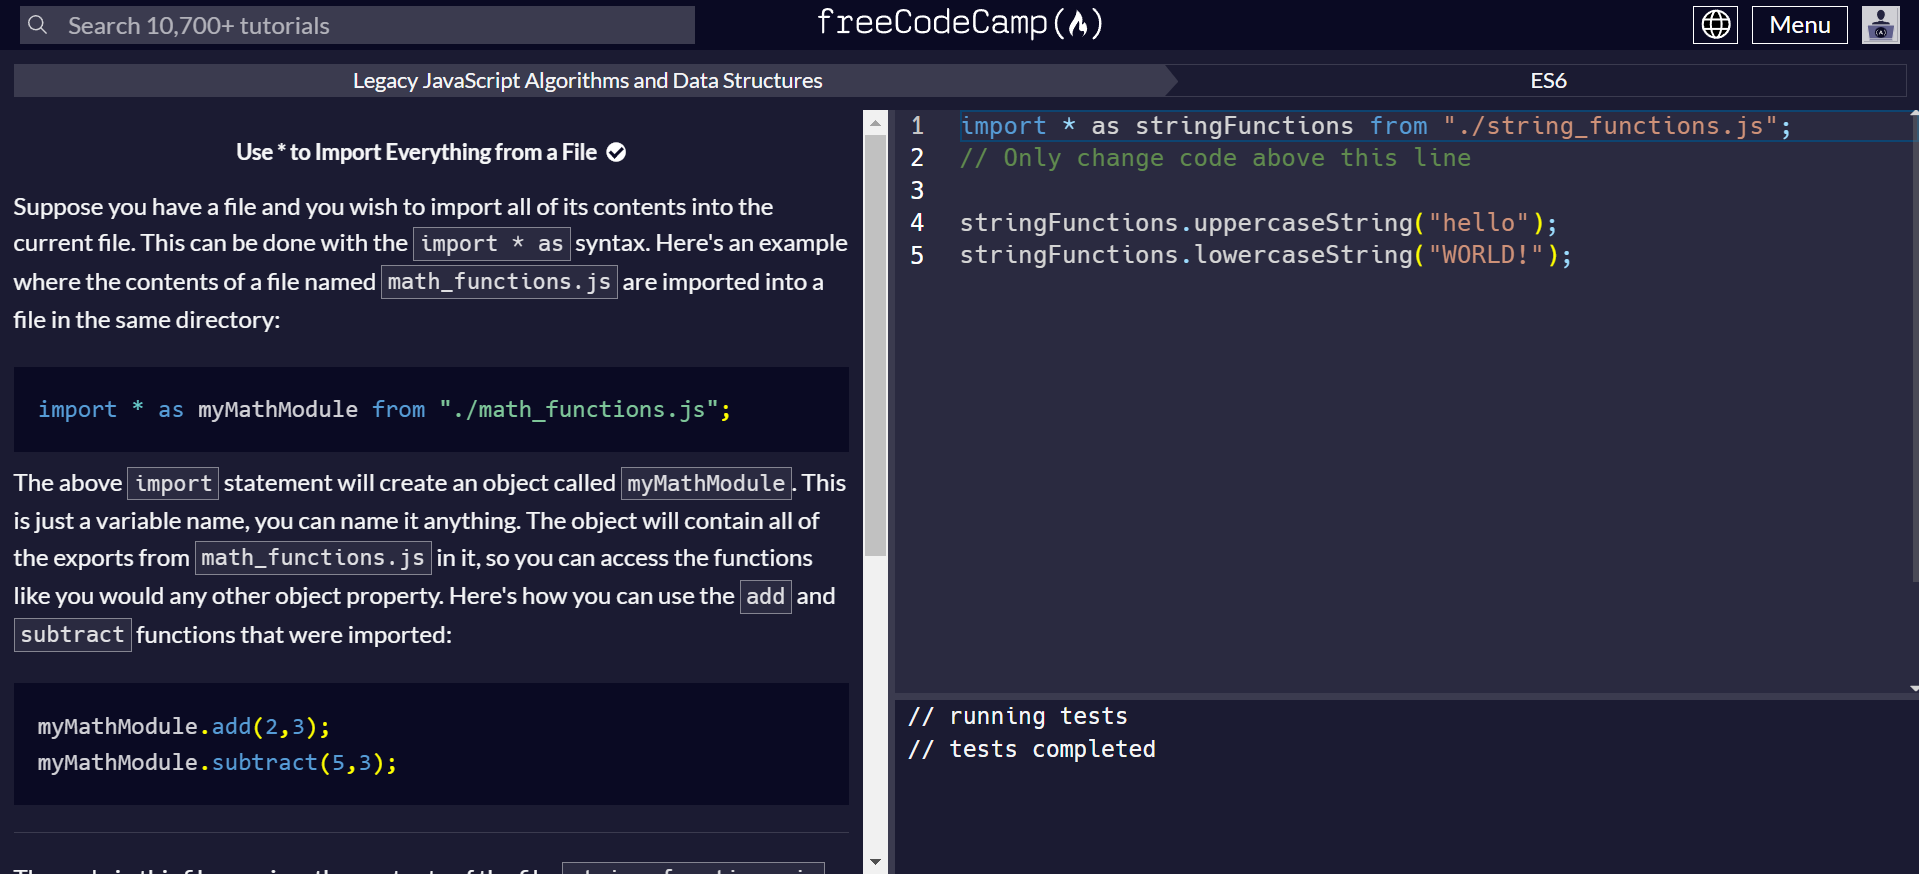 Search 10,700+ tutorials
freeCodeCamp
Menu
Legacy JavaScript Algorithms and Data Structures
ES6
Use * to Import Everything from a File
Suppose you have a file and you wish to import all of its contents into the
current file. This can be done with the import * as syntax. Here's an example
where the contents of a file named math_functions.js are imported into a
file in the same directory:
import * as myMathModule from "./math_functions.js";
The above import statement will create an object called myMathModule. This
is just a variable name, you can name it anything. The object will contain all of
the exports from math_functions.js in it, so you can access the functions
like you would any other object property. Here's how you can use the add and
subtract functions that were imported:
myMathModule.add(2,3);
myMathModule.subtract(5,3);
1 import * as stringFunctions from "./string_functions.js";
2 // Only change code above this line
3
4 stringFunctions.uppercaseString("hello");
5 stringFunctions.lowercaseString("WORLD!");
// running tests
// tests completed